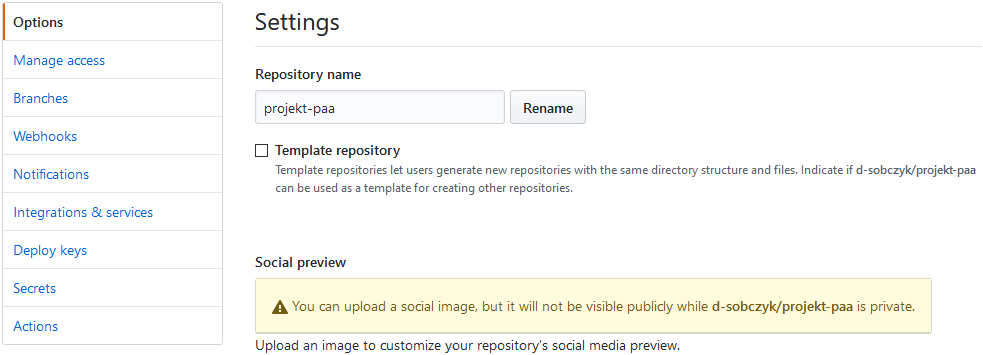 Options
Manage access
Branches
Webhooks
Notifications
Integrations & services
Deploy keys
Secrets
Actions
Settings
Repository name
projekt-paa
Rename
Template repository
Template repositories let users generate new repositories with the same directory structure and files. Indicate if d-sobczyk/projekt-paa
can be used as a template for creating other repositories.
Social preview
You can upload a social image, but it will not be visible publicly while d-sobczyk/projekt-paa is private.
Upload an image to customize your repository's social media preview.